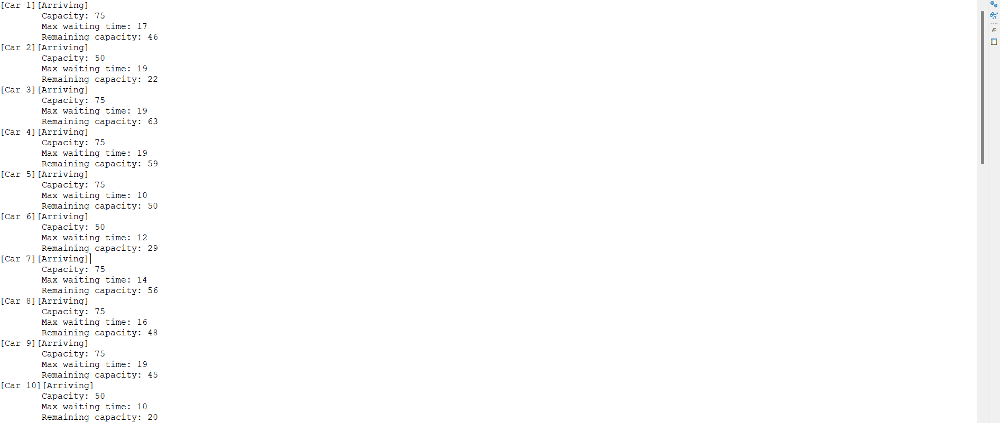 [Car 1][Arriving]
Capacity: 75
Max waiting time: 17
Remaining capacity: 46
[Car 2][Arriving]
Capacity: 50
Max waiting time: 19
Remaining capacity: 22
[Car 3][Arriving]
Capacity: 75
Max waiting time: 19
Remaining capacity: 63
[Car 4][Arriving]
Capacity: 75
Max waiting time: 19
Remaining capacity: 59
[Car 5][Arriving]
Capacity: 75
Max waiting time: 10
Remaining capacity: 50
[Car 6][Arriving]
Capacity: 50
Max waiting time: 12
Remaining capacity: 29
[Car 7][Arriving]
Capacity: 75
Max waiting time: 14
Remaining capacity: 56
[Car 8][Arriving]
Capacity: 75
Max waiting time: 16
Remaining capacity: 48
[Car 9][Arriving]
Capacity: 75
Max waiting time: 19
Remaining capacity: 45
[Car 10][Arriving]
Capacity: 50
Max waiting time: 10
Remaining capacity: 20